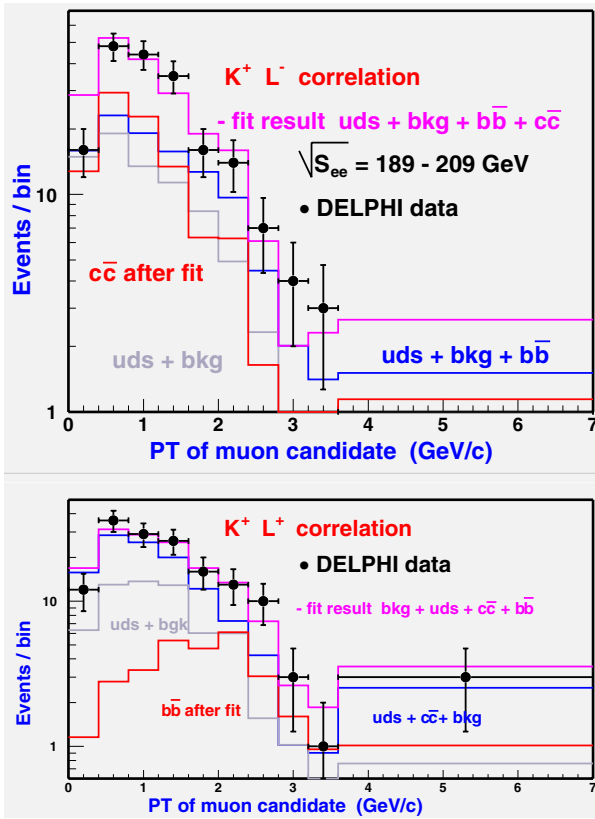 K⁺ L⁻ correlation
- fit result uds + bkg + bb̅ + cc̅
√S_ee = 189 - 209 GeV
• DELPHI data
10
Events / bin
cc̅ after fit
uds + bkg
uds + bkg + bb̅
1
0 1 2 3 4 5 6 7
PT of muon candidate (GeV/c)
K⁺ L⁺ correlation
• DELPHI data
10
- fit result bkg + uds + cc̅ + bb̅
uds + bgk
Events / bin
bb̅ after fit
uds + cc̅ + bkg
1
0 1 2 3 4 5 6 7
PT of muon candidate (GeV/c)